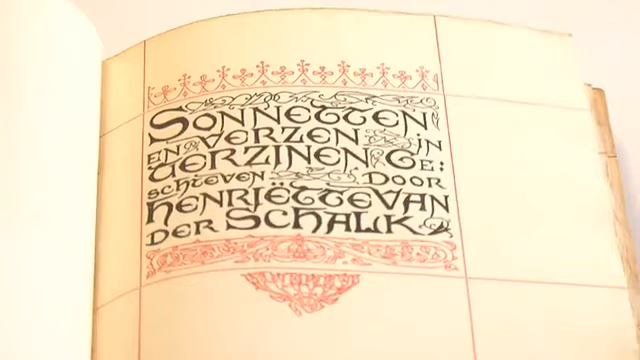 SONNETTEN
EN VERZEN IN
TERZINEN GE:
SCHREVEN DOOR
HENRIËTTE VAN
DER SCHALK